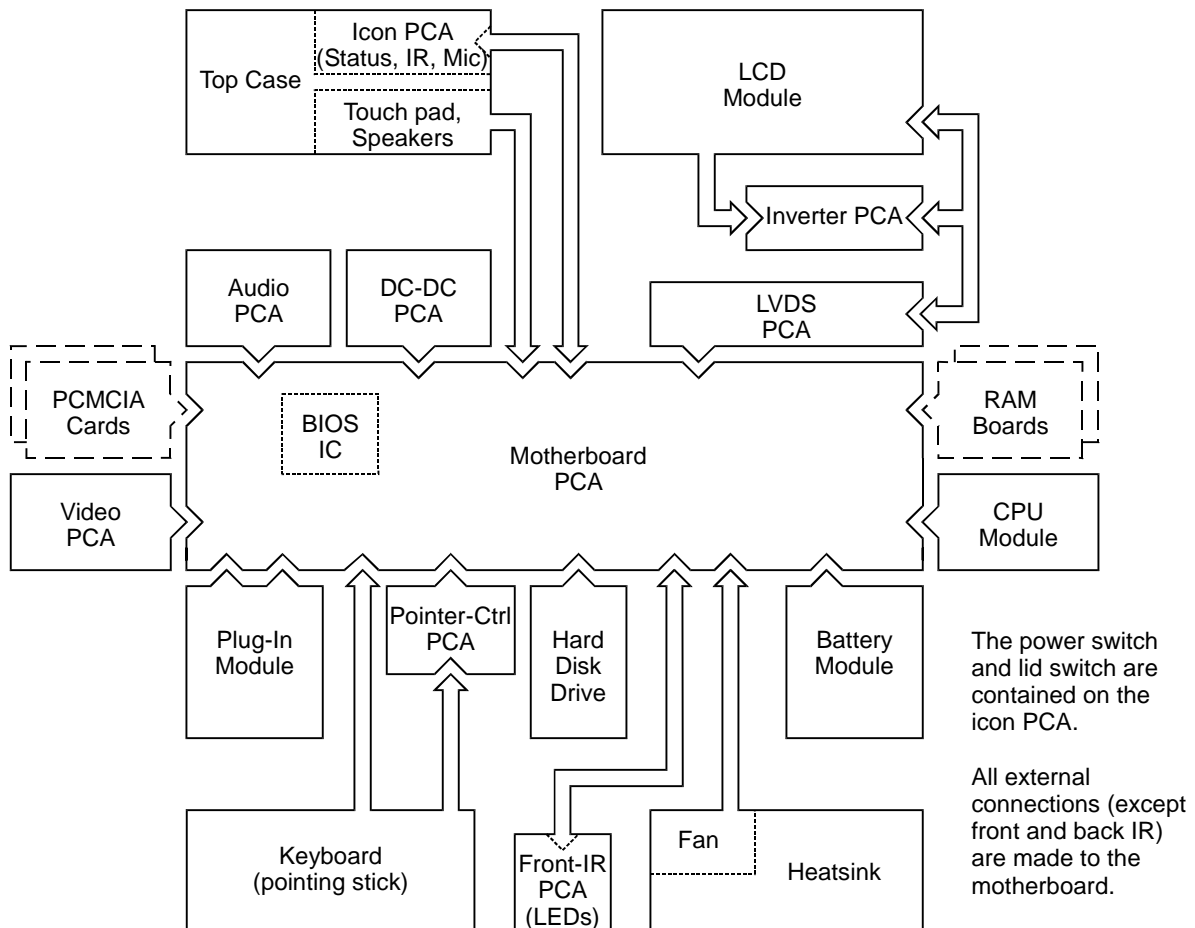 Icon PCA
(Status, IR, Mic)
Top Case
Touch pad,
Speakers
LCD
Module
Inverter PCA
Audio
PCA
DC-DC
PCA
LVDS
PCA
PCMCIA
Cards
BIOS
IC
Motherboard
PCA
RAM
Boards
Video
PCA
CPU
Module
Plug-In
Module
Pointer-Ctrl
PCA
Hard
Disk
Drive
Battery
Module
The power switch
and lid switch are
contained on the
icon PCA.
All external
connections (except
front and back IR)
are made to the
motherboard.
Keyboard
(pointing stick)
Front-IR
PCA
(LEDs)
Fan
Heatsink